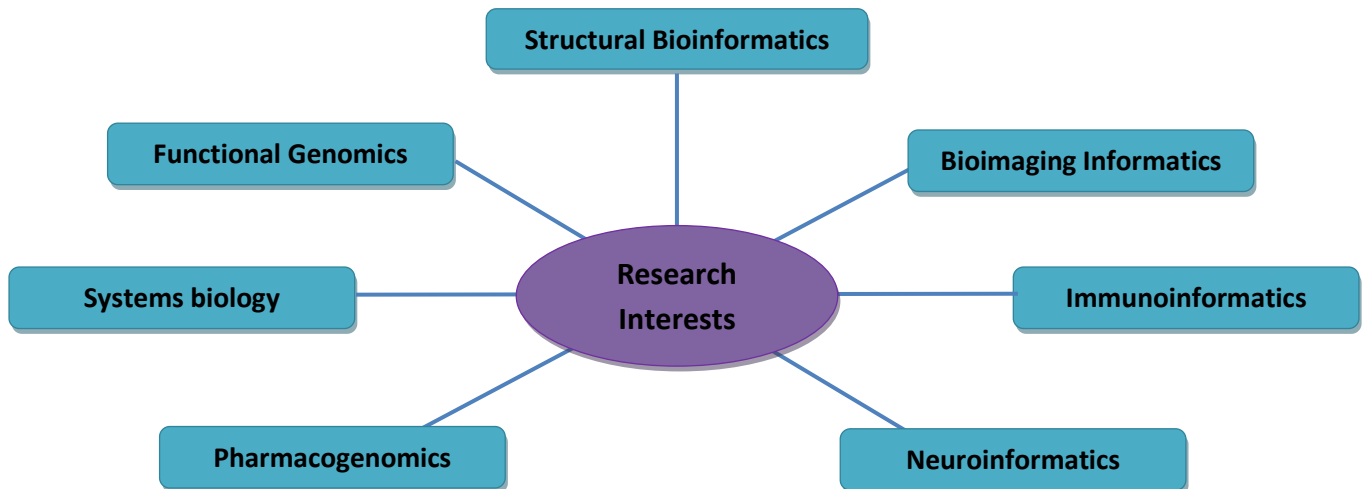 Structural Bioinformatics
Functional Genomics
Bioimaging Informatics
Research
Interests
Systems biology
Immunoinformatics
Pharmacogenomics
Neuroinformatics